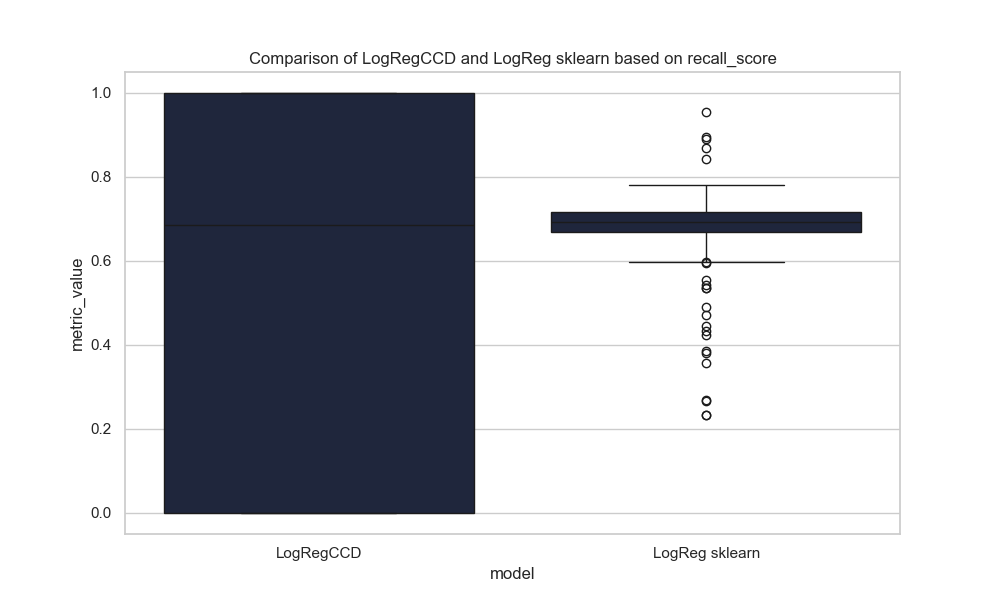 Comparison of LogRegCCD and LogReg sklearn based on recall_score
1.0
0.8
0.6
0.4
0.2
0.0
metric_value
LogRegCCD
LogReg sklearn
model